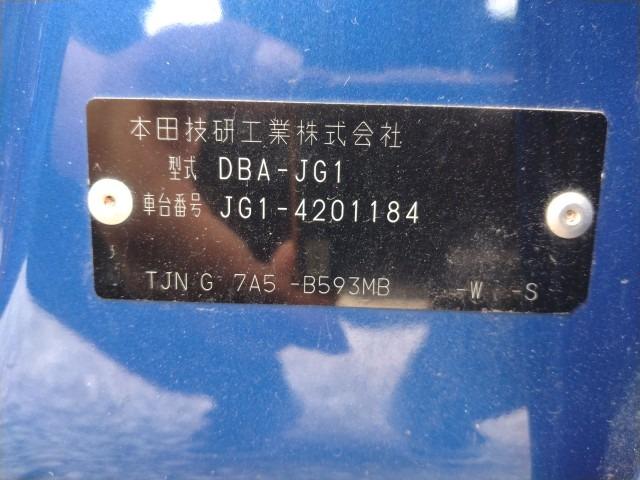 本田技研工業株式会社
型式 DBA-JG1
車台番号 JG1-4201184
TJN G 7A5 -B593MB -W -S